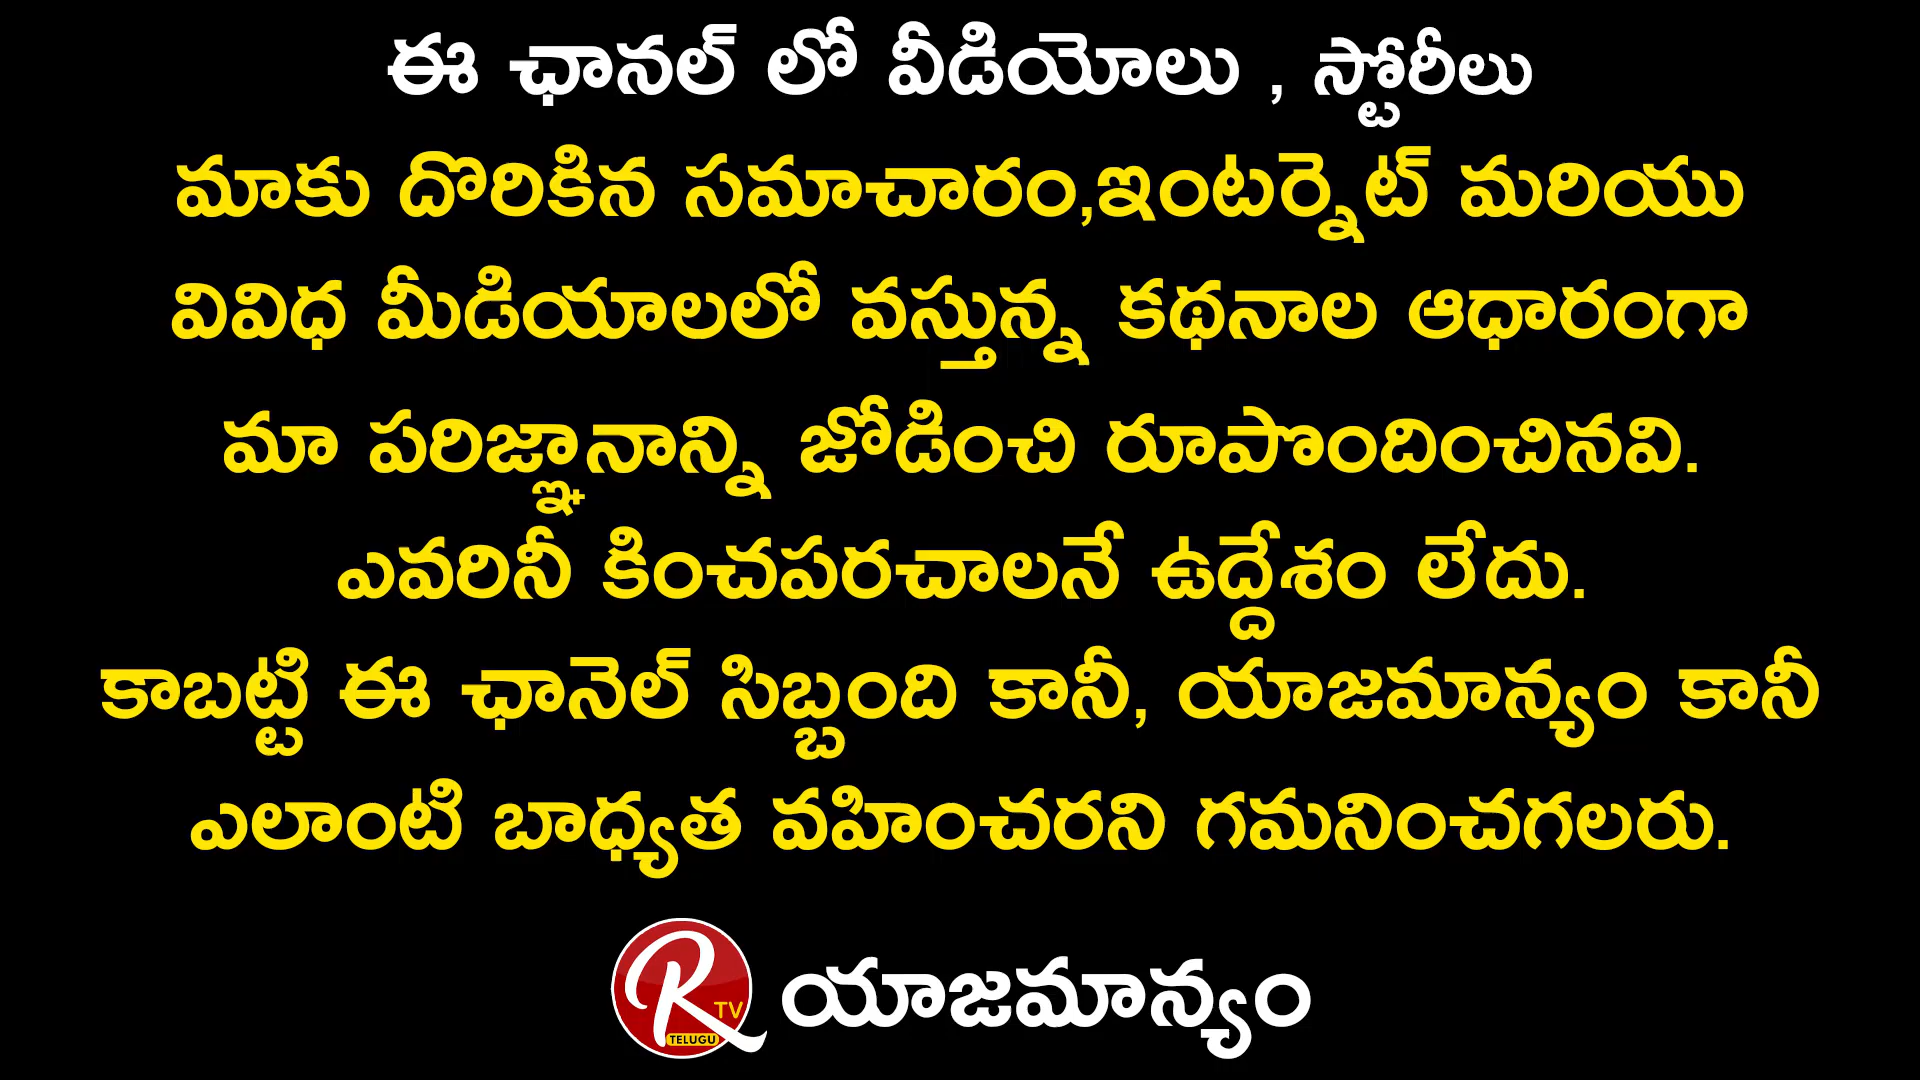 ఈ ఛానల్ లో వీడియోలు , స్టోరీలు
మాకు దొరికిన సమాచారం,ఇంటర్నెట్ మరియు
వివిధ మీడియాలలో వస్తున్న కథనాల ఆధారంగా
మా పరిజ్ఞానాన్ని జోడించి రూపొందించినవి.
ఎవరినీ కించపరచాలనే ఉద్దేశం లేదు.
కాబట్టి ఈ ఛానెల్ సిబ్బంది కానీ, యాజమాన్యం కానీ
ఎలాంటి బాధ్యత వహించరని గమనించగలరు.
R TV TELUGU యాజమాన్యం